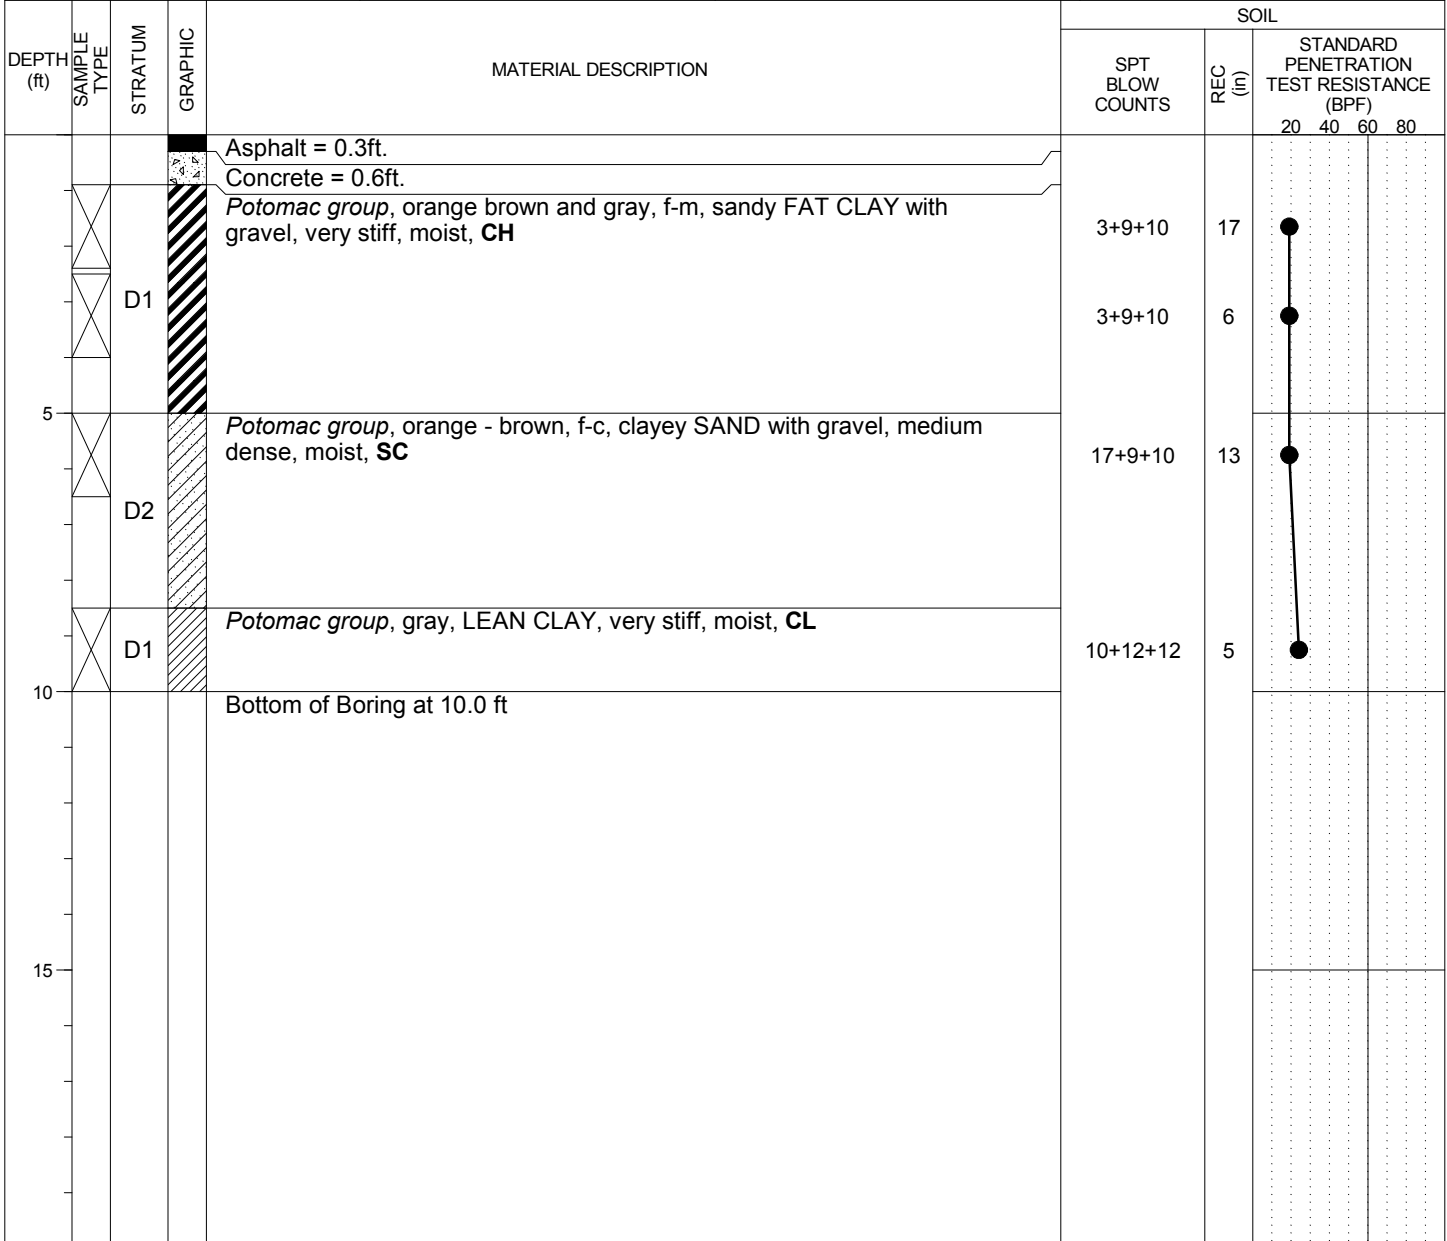 SOIL
DEPTH
(ft)
SAMPLE
TYPE
STRATUM
GRAPHIC
MATERIAL DESCRIPTION
SPT
BLOW
COUNTS
REC
(in)
STANDARD
PENETRATION
TEST RESISTANCE
(BPF)
20 40 60 80
Asphalt = 0.3ft.
Concrete = 0.6ft.
Potomac group, orange brown and gray, f-m, sandy FAT CLAY with
gravel, very stiff, moist, CH
3+9+10 17
D1
3+9+10 6
5
Potomac group, orange - brown, f-c, clayey SAND with gravel, medium
dense, moist, SC
17+9+10 13
D2
Potomac group, gray, LEAN CLAY, very stiff, moist, CL
D1
10+12+12 5
10
Bottom of Boring at 10.0 ft
15